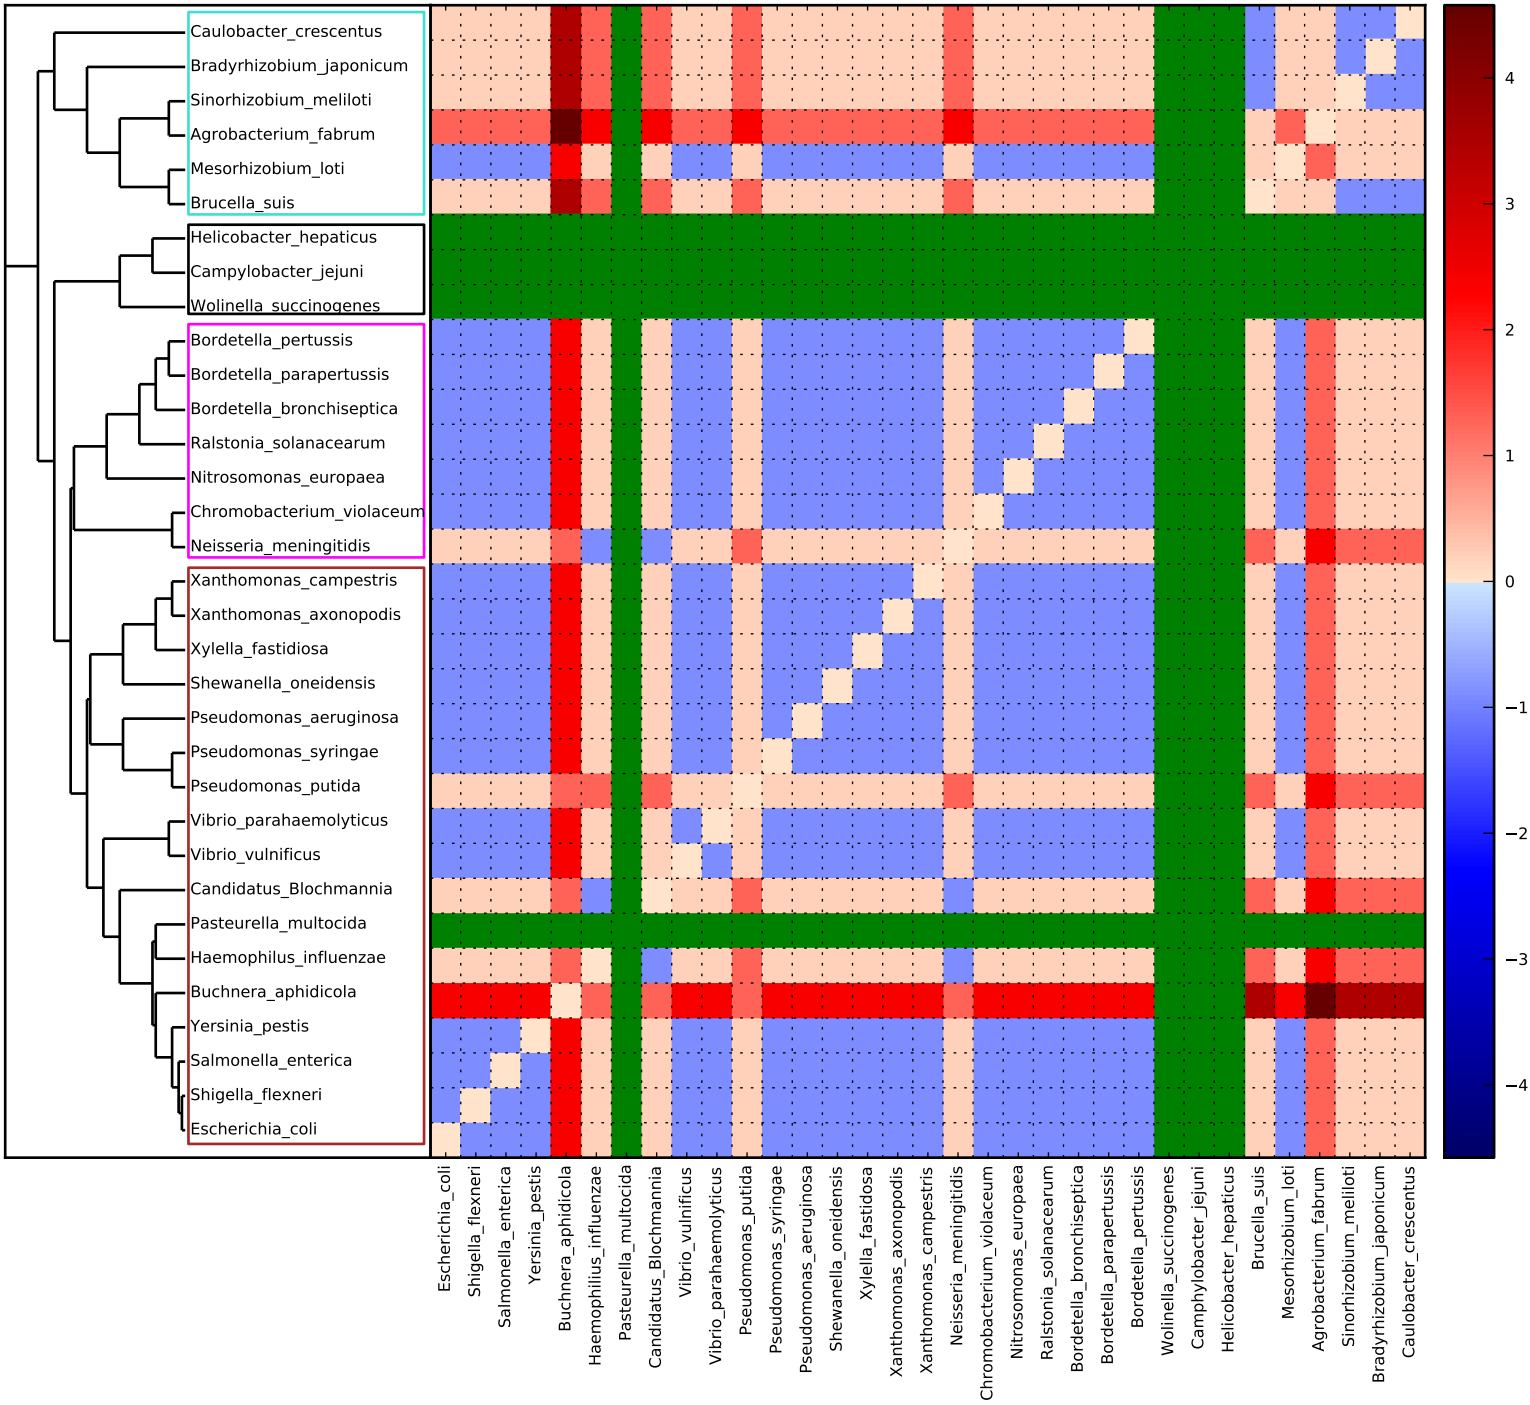 Caulobacter_crescentus
Bradyrhizobium_japonicum
Sinorhizobium_meliloti
Agrobacterium_fabrum
Mesorhizobium_loti
Brucella_suis
Helicobacter_hepaticus
Campylobacter_jejuni
Wolinella_succinogenes
Bordetella_pertussis
Bordetella_parapertussis
Bordetella_bronchiseptica
Ralstonia_solanacearum
Nitrosomonas_europaea
Chromobacterium_violaceum
Neisseria_meningitidis
Xanthomonas_campestris
Xanthomonas_axonopodis
Xylella_fastidiosa
Shewanella_oneidensis
Pseudomonas_aeruginosa
Pseudomonas_syringae
Pseudomonas_putida
Vibrio_parahaemolyticus
Vibrio_vulnificus
Candidatus_Blochmannia
Pasteurella_multocida
Haemophilus_influenzae
Buchnera_aphidicola
Yersinia_pestis
Salmonella_enterica
Shigella_flexneri
Escherichia_coli
Escherichia_coli
Shigella_flexneri
Salmonella_enterica
Yersinia_pestis
Buchnera_aphidicola
Haemophilius_influenzae
Pasteurella_multocida
Candidatus_Blochmannia
Vibrio_vulnificus
Vibrio_parahaemolyticus
Pseudomonas_putida
Pseudomonas_syringae
Pseudomonas_aeruginosa
Shewanella_oneidensis
Xylella_fastidosa
Xanthomonas_axonopodis
Xanthomonas_campestris
Neisseria_meningitidis
Chromobacterium_violaceum
Nitrosomonas_europaea
Ralstonia_solanacearum
Bordetella_bronchiseptica
Bordetella_parapertussis
Bordetella_pertussis
Wolinella_succinogenes
Camphylobacter_jejuni
Helicobacter_hepaticus
Brucella_suis
Mesorhizobium_loti
Agrobacterium_fabrum
Sinorhizobium_meliloti
Bradyrhizobium_japonicum
Caulobacter_crescentus
4
3
2
1
0
−1
−2
−3
−4